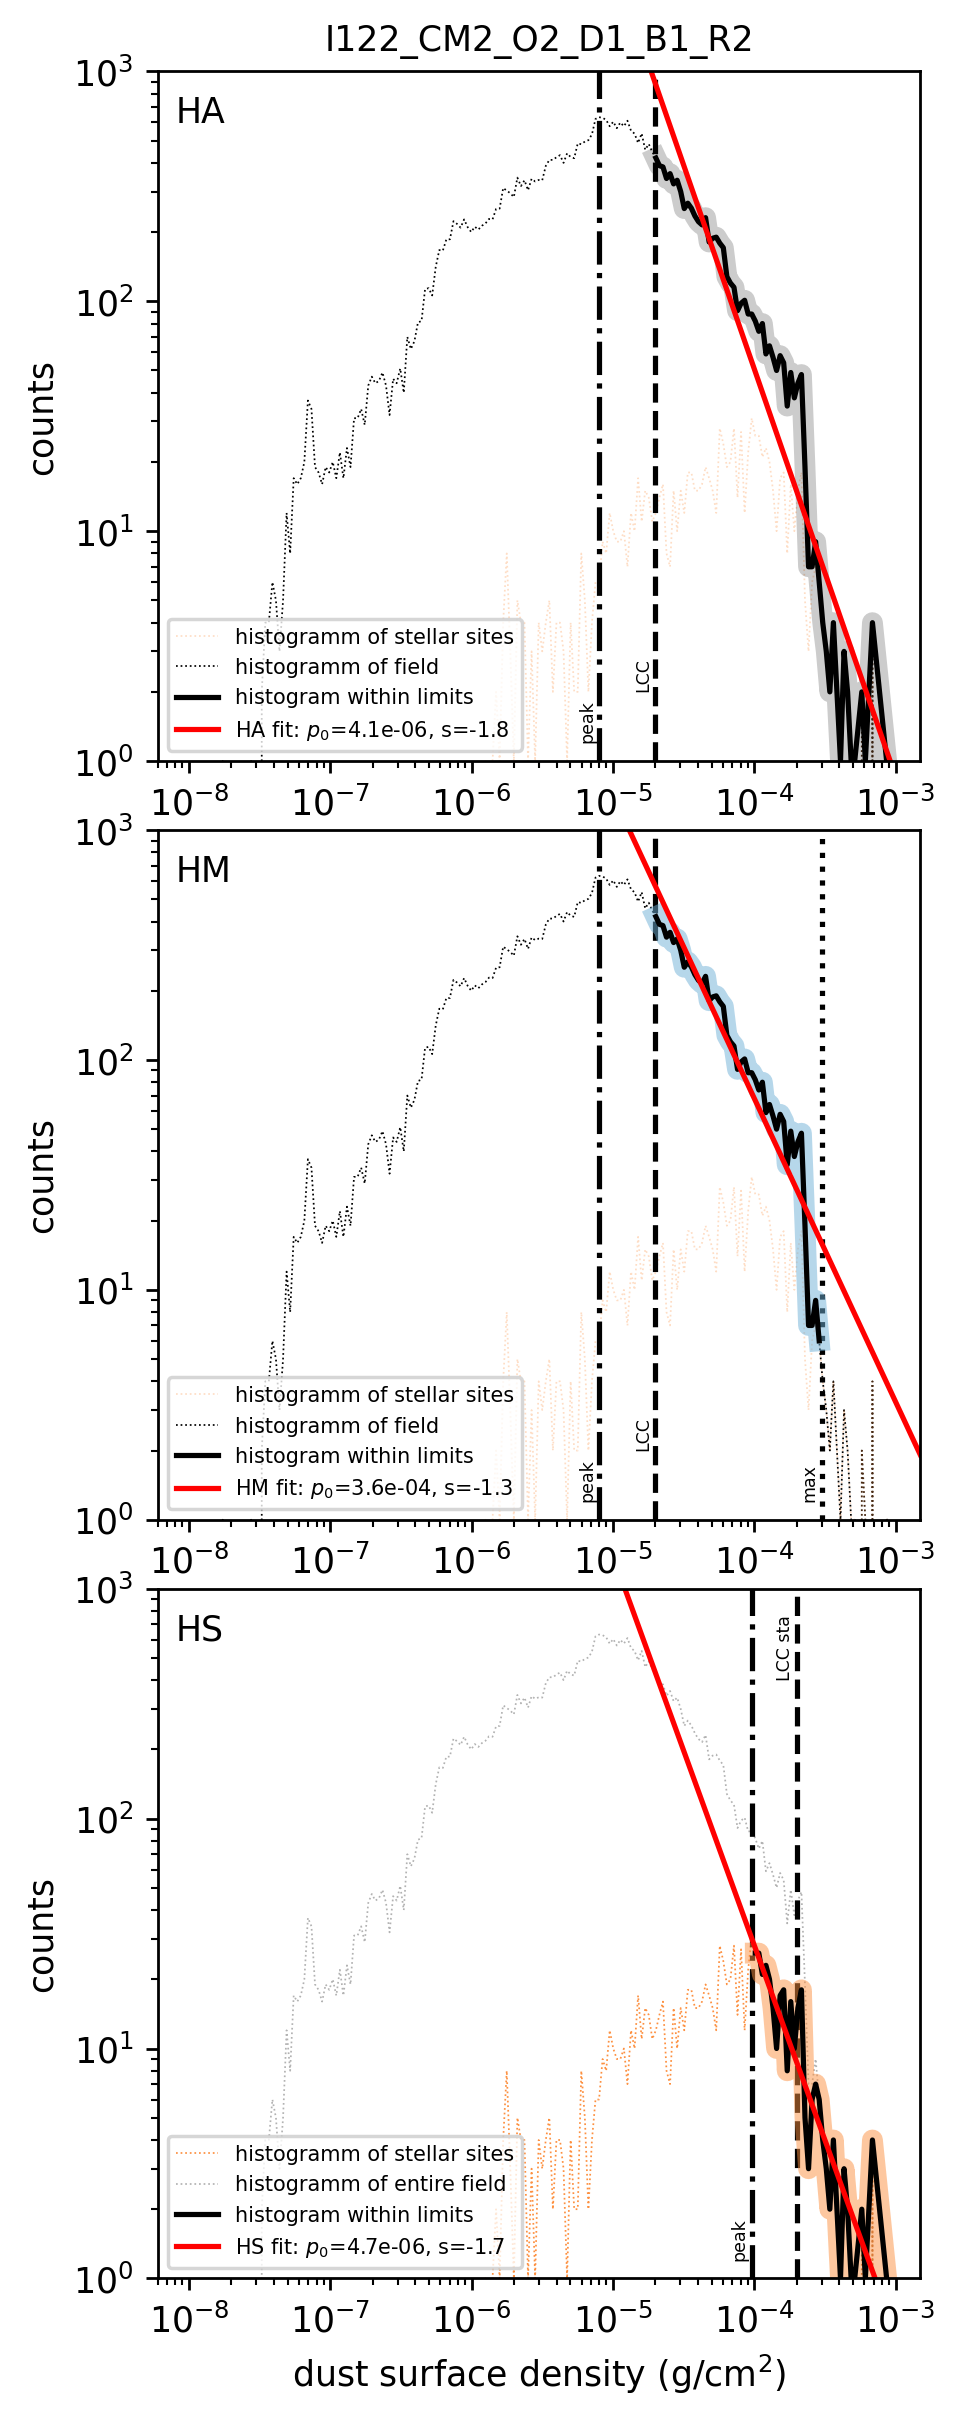 I122_CM2_O2_D1_B1_R2
10³
HA
10²
counts
10¹
histogramm of stellar sites
histogramm of field
histogram within limits
HA fit: p₀=4.1e-06, s=-1.8
peak
LCC
10⁰
10⁻⁸ 10⁻⁷ 10⁻⁶ 10⁻⁵ 10⁻⁴ 10⁻³
10³
HM
10²
counts
10¹
histogramm of stellar sites
histogramm of field
histogram within limits
HM fit: p₀=3.6e-04, s=-1.3
peak
LCC
max
10⁰
10⁻⁸ 10⁻⁷ 10⁻⁶ 10⁻⁵ 10⁻⁴ 10⁻³
10³
HS
LCC sta
10²
counts
10¹
histogramm of stellar sites
histogramm of entire field
histogram within limits
HS fit: p₀=4.7e-06, s=-1.7
peak
10⁰
10⁻⁸ 10⁻⁷ 10⁻⁶ 10⁻⁵ 10⁻⁴ 10⁻³
dust surface density (g/cm²)